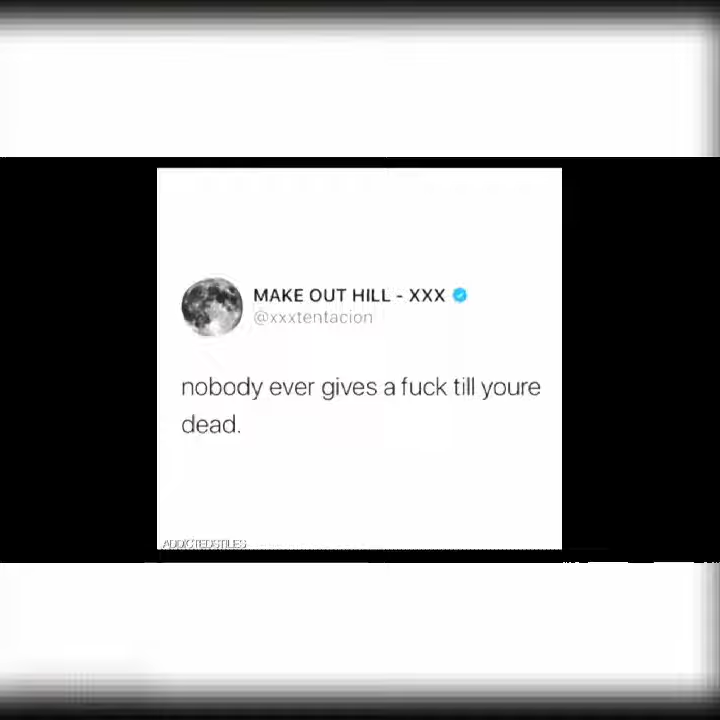 MAKE OUT HILL - XXX
@xxxtentacion
nobody ever gives a fuck till youre
dead.
ADDICTEDSTILES